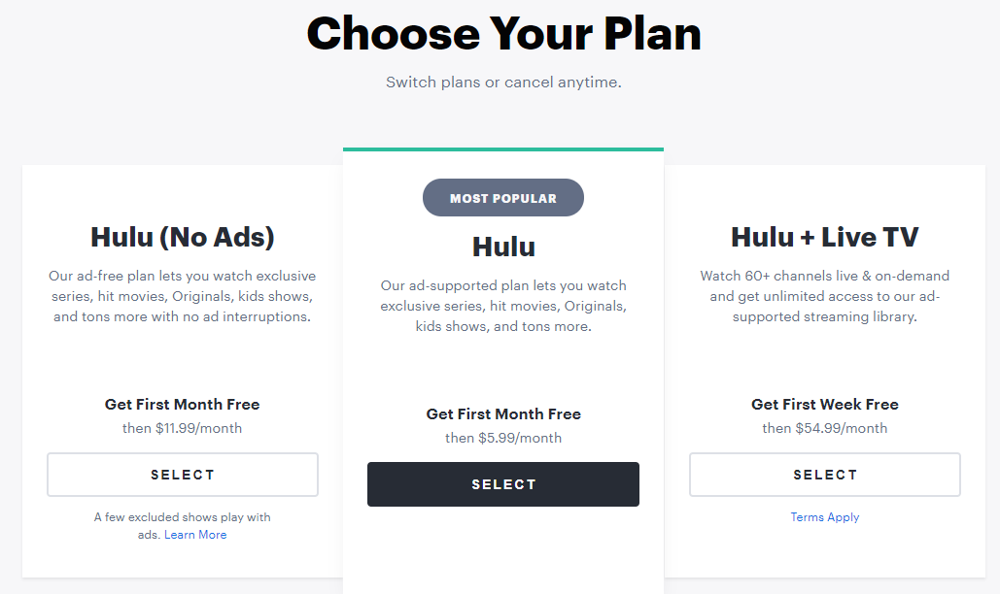 Choose Your Plan
Switch plans or cancel anytime.
Hulu (No Ads)
Our ad-free plan lets you watch exclusive
series, hit movies, Originals, kids shows,
and tons more with no ad interruptions.
Get First Month Free
then $11.99/month
SELECT
A few excluded shows play with
ads. Learn More
MOST POPULAR
Hulu
Our ad-supported plan lets you watch
exclusive series, hit movies, Originals,
kids shows, and tons more.
Get First Month Free
then $5.99/month
SELECT
Hulu + Live TV
Watch 60+ channels live & on-demand
and get unlimited access to our ad-
supported streaming library.
Get First Week Free
then $54.99/month
SELECT
Terms Apply